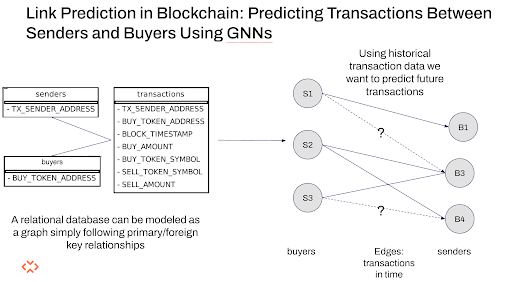 Link Prediction in Blockchain: Predicting Transactions Between
Senders and Buyers Using GNNs
Using historical
transaction data we
want to predict future
transactions
senders
- TX_SENDER_ADDRESS
buyers
- BUY_TOKEN_ADDRESS
transactions
- TX_SENDER_ADDRESS
- BUY_TOKEN_ADDRESS
- BLOCK_TIMESTAMP
- BUY_AMOUNT
- BUY_TOKEN_SYMBOL
- SELL_TOKEN_SYMBOL
- SELL_AMOUNT
S1
S2
S3
?
?
B1
B3
B4
A relational database can be modeled as
a graph simply following primary/foreign
key relationships
buyers
Edges:
transactions
in time
senders